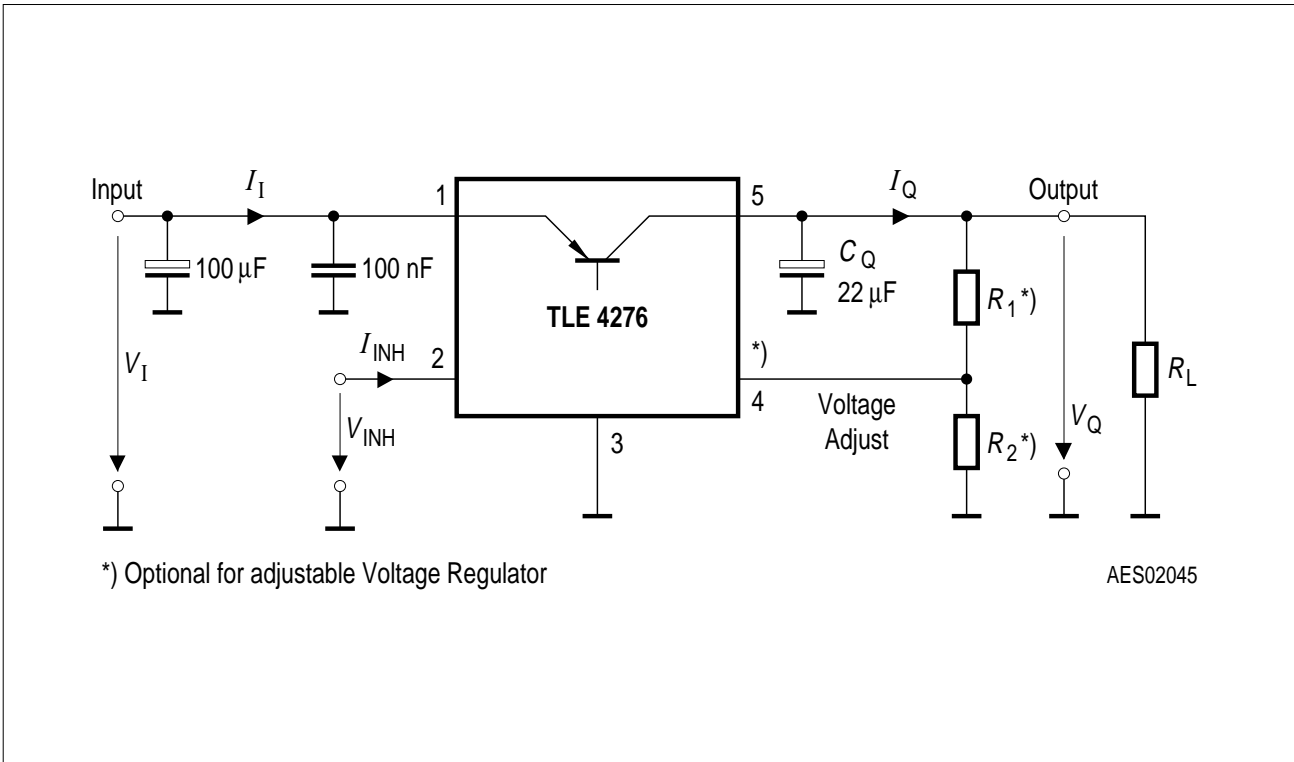 Input
I_I
1
5
I_Q
Output
100 µF
100 nF
C_Q
22 µF
R_1*)
TLE 4276
V_I
I_INH
2
*)
4
Voltage
Adjust
R_L
V_INH
3
R_2*)
V_Q
*) Optional for adjustable Voltage Regulator
AES02045